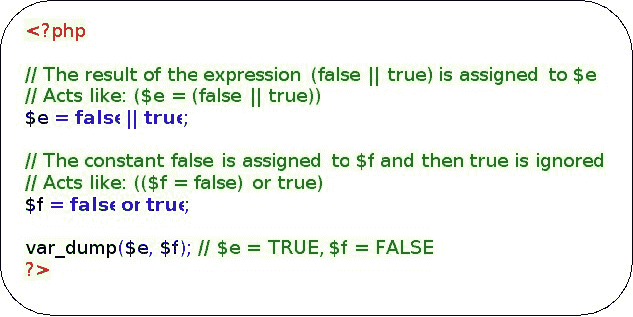 <?php
// The result of the expression (false || true) is assigned to $e
// Acts like: ($e = (false || true))
$e = false || true;
// The constant false is assigned to $f and then true is ignored
// Acts like: (($f = false) or true)
$f = false or true;
var_dump($e, $f); // $e = TRUE, $f = FALSE
?>